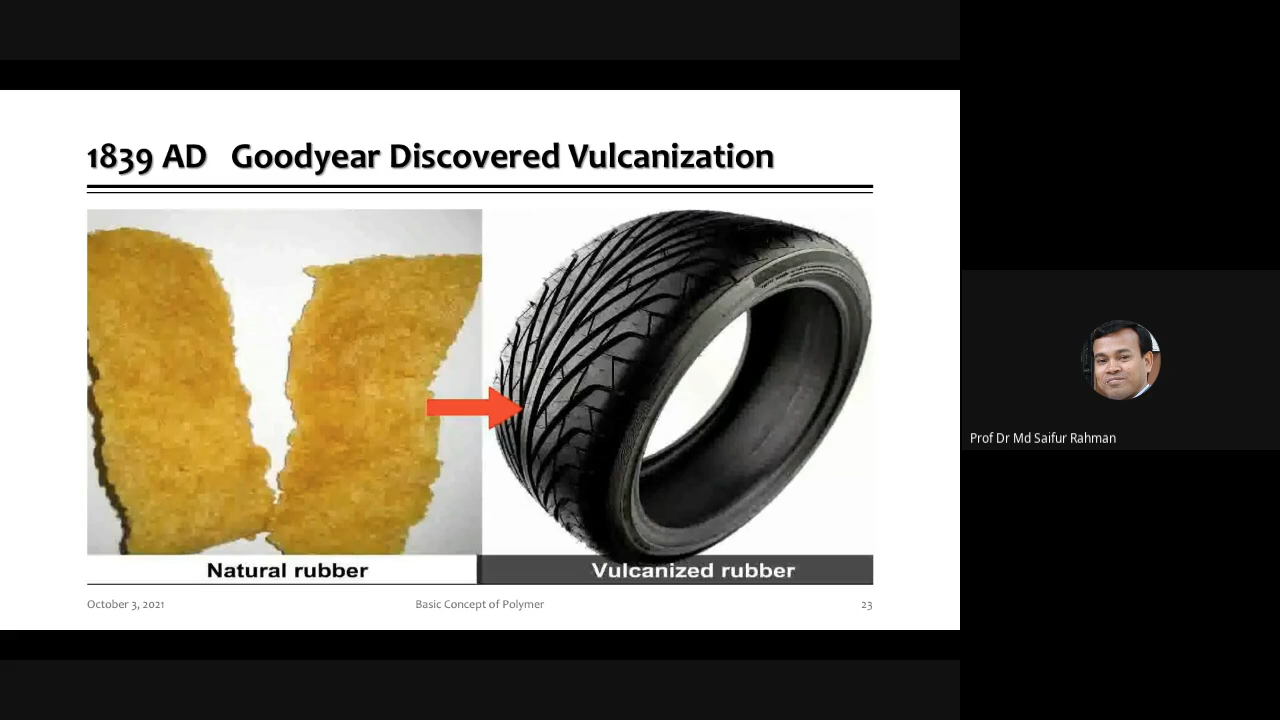 1839 AD Goodyear Discovered Vulcanization
Natural rubber
Vulcanized rubber
October 3, 2021
Basic Concept of Polymer
23
Prof Dr Md Saifur Rahman